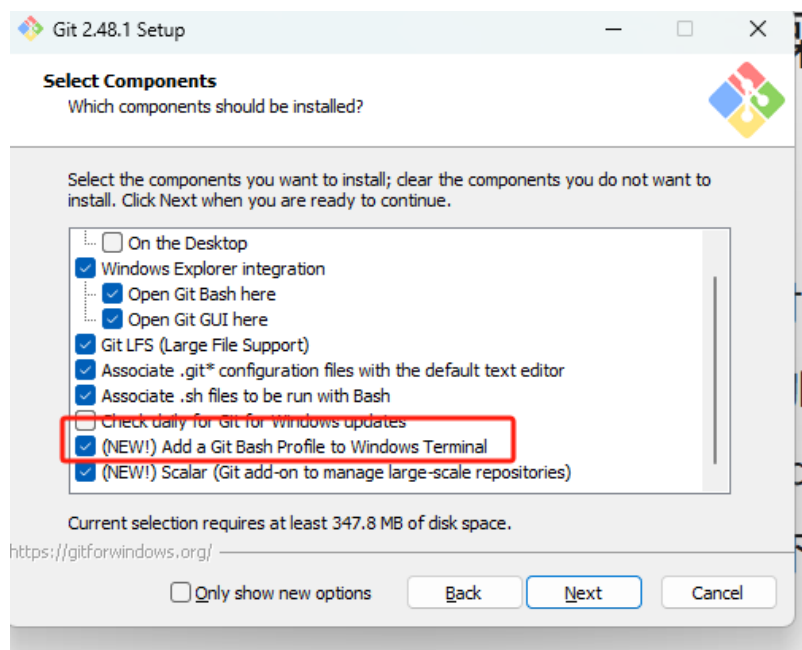 Git 2.48.1 Setup
Select Components
Which components should be installed?
Select the components you want to install; clear the components you do not want to
install. Click Next when you are ready to continue.
On the Desktop
Windows Explorer integration
Open Git Bash here
Open Git GUI here
Git LFS (Large File Support)
Associate .git* configuration files with the default text editor
Associate .sh files to be run with Bash
Check daily for Git for Windows updates
(NEW!) Add a Git Bash Profile to Windows Terminal
(NEW!) Scalar (Git add-on to manage large-scale repositories)
Current selection requires at least 347.8 MB of disk space.
https://gitforwindows.org/
Only show new options
Back
Next
Cancel